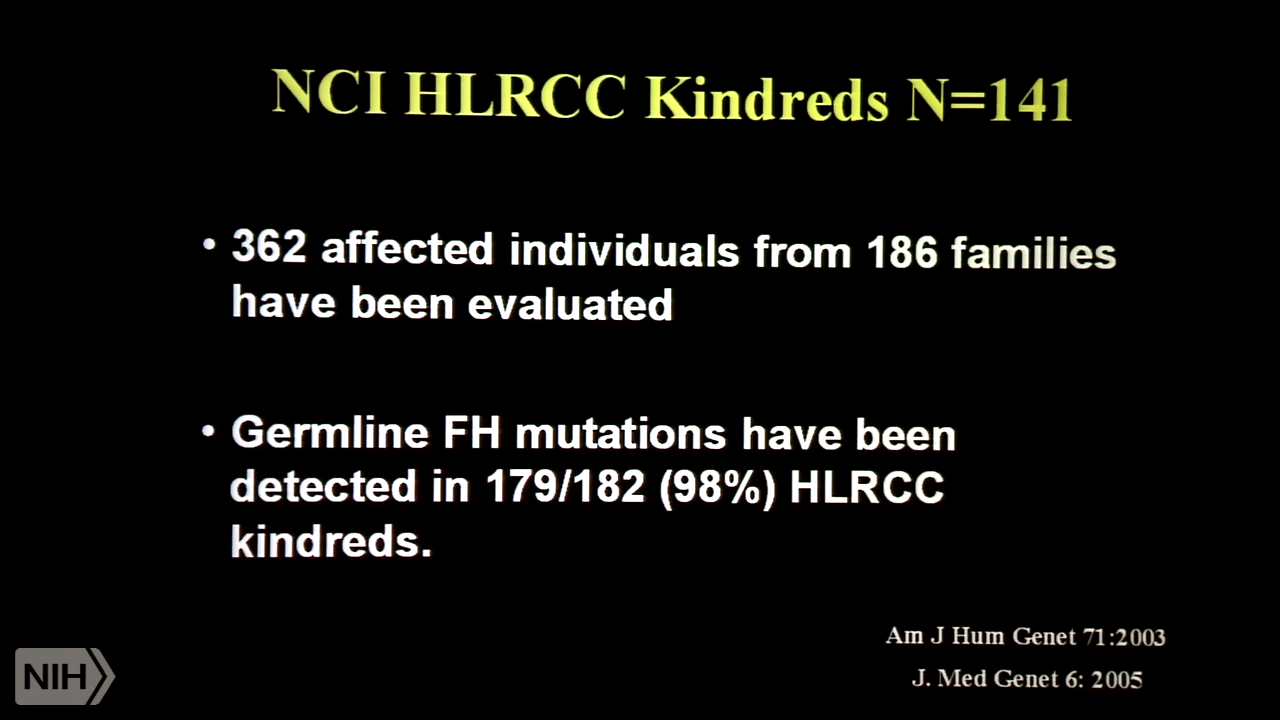 NCI HLRCC Kindreds N=141
• 362 affected individuals from 186 families
have been evaluated
• Germline FH mutations have been
detected in 179/182 (98%) HLRCC
kindreds.
Am J Hum Genet 71:2003
J. Med Genet 6: 2005
NIH